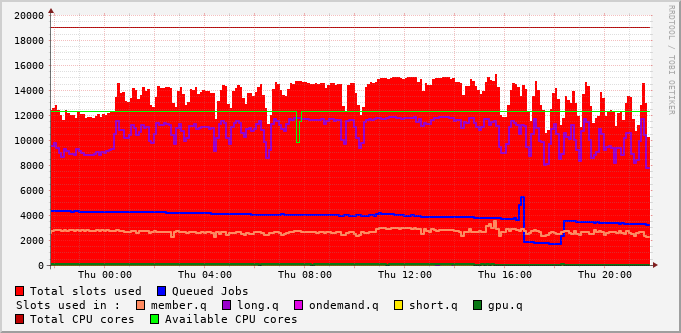 20000
18000
16000
14000
12000
10000
8000
6000
4000
2000
0
Thu 00:00 Thu 04:00 Thu 08:00 Thu 12:00 Thu 16:00 Thu 20:00
RRDTOOL / TOBI OETIKER
Total slots used Queued Jobs
Slots used in : member.q long.q ondemand.q short.q gpu.q
Total CPU cores Available CPU cores